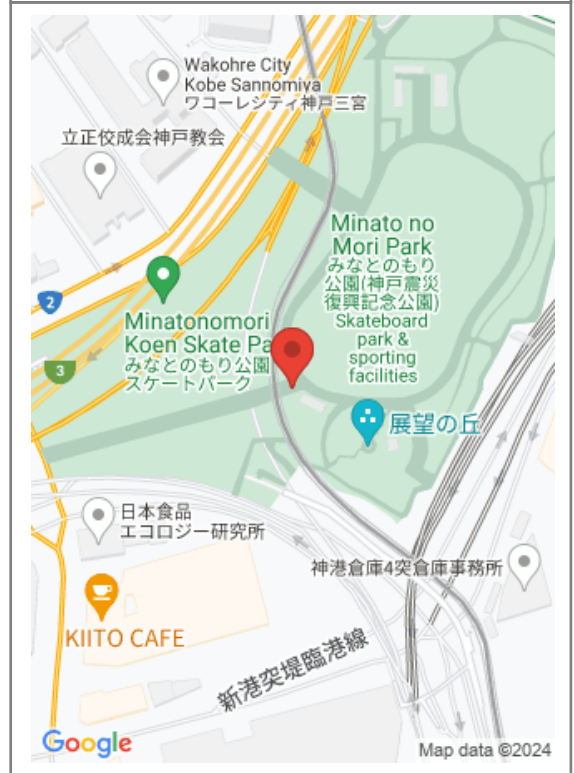 Wakohre City
Kobe Sannomiya
ワコーレシティ神戸三宮
立正佼成会神戸教会
Minato no
Mori Park
みなとのもり
公園(神戸震災
復興記念公園)
Skateboard
park &
sporting
facilities
2
Minatonomori
Koen Skate Pa
みなとのもり公園
スケートパーク
3
展望の丘
日本食品
エコロジー研究所
神港倉庫4突倉庫事務所
KIITO CAFE
新港突堤臨港線
Google
Map data ©2024